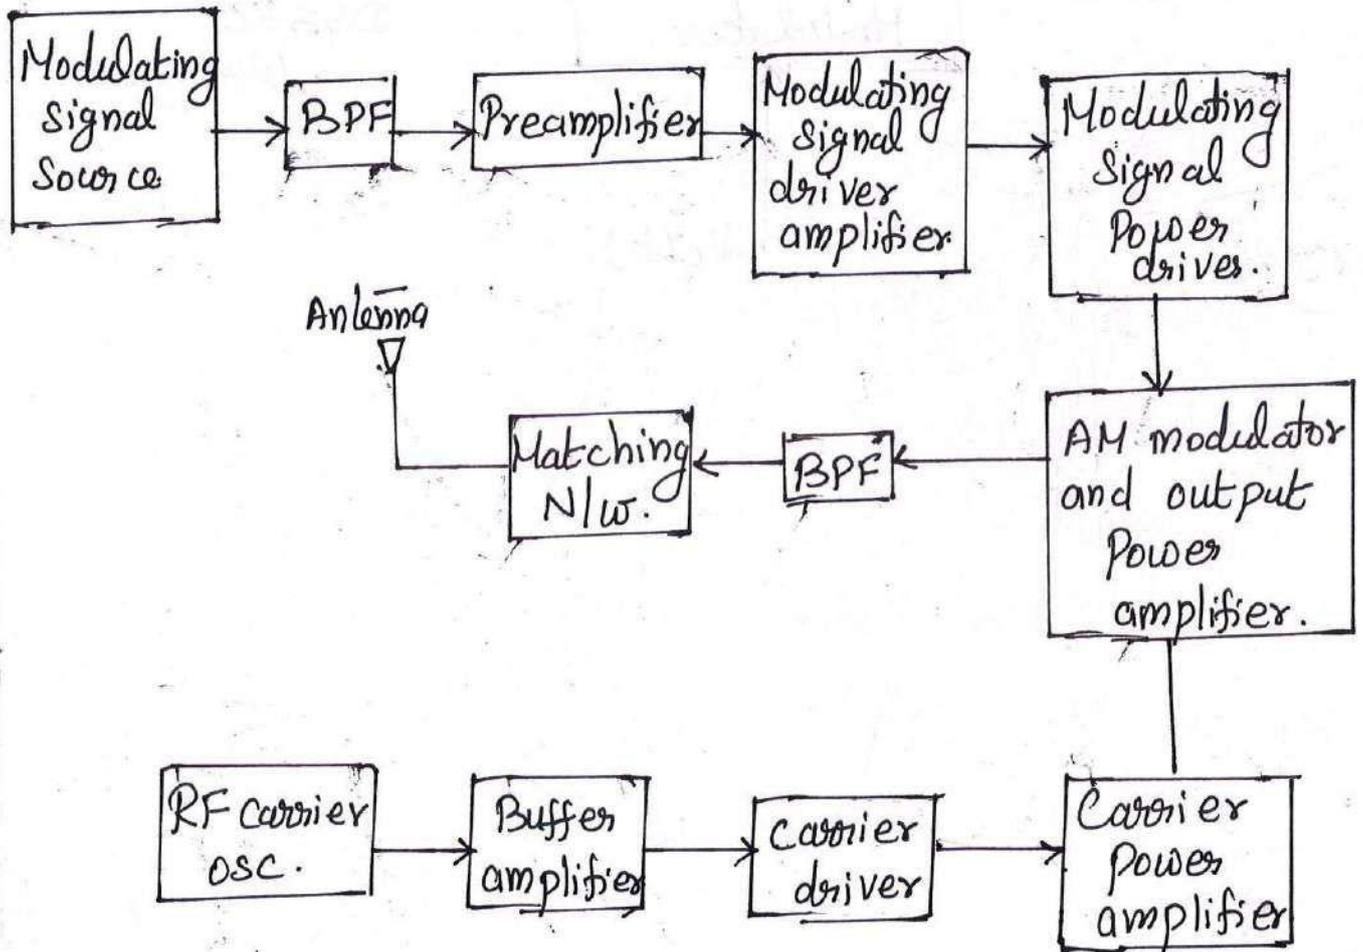 Modulating
signal
source
BPF
Preamplifier
Modulating
signal
driver
amplifier.
Modulating
signal
Power
driver.
Antenna
Matching
N/w.
BPF
AM modulator
and output
Power
amplifier.
RF carrier
osc.
Buffer
amplifier
carrier
driver
Carrier
power
amplifier